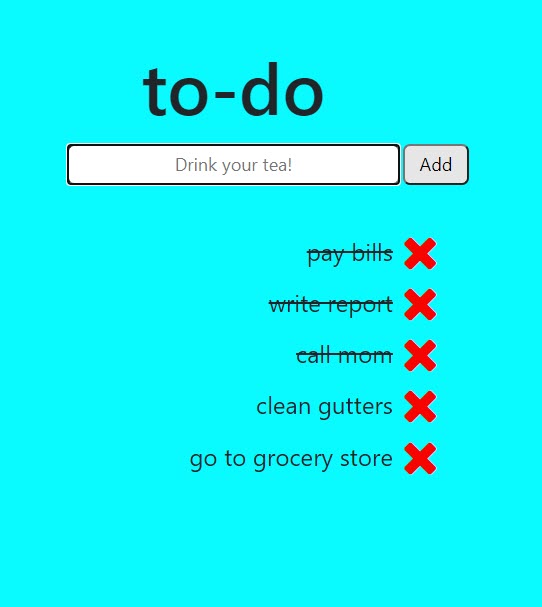 to-do
Drink your tea! Add
pay bills
write report
call mom
clean gutters
go to grocery store